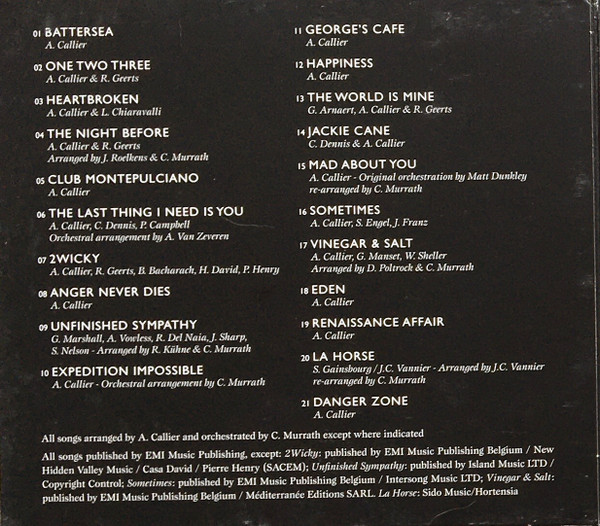 01 BATTERSEA
A. Callier
02 ONE TWO THREE
A. Callier & R. Geerts
03 HEARTBROKEN
A. Callier & L. Chiaravalli
04 THE NIGHT BEFORE
A. Callier & R. Geerts
Arranged by J. Roelkens & C. Murrath
05 CLUB MONTEPULCIANO
A. Callier
06 THE LAST THING I NEED IS YOU
A. Callier, C. Dennis, P. Campbell
Orchestral arrangement by A. Van Zeveren
07 2WICKY
A. Callier, R. Geerts, B. Bacharach, H. David, P. Henry
08 ANGER NEVER DIES
A. Callier
09 UNFINISHED SYMPATHY
G. Marshall, A. Vowless, R. Del Naia, J. Sharp,
S. Nelson - Arranged by R. Kühne & C. Murrath
10 EXPEDITION IMPOSSIBLE
A. Callier - Orchestral arrangement by C. Murrath
11 GEORGE'S CAFE
A. Callier
12 HAPPINESS
A. Callier
13 THE WORLD IS MINE
G. Arnaert, A. Callier & R. Geerts
14 JACKIE CANE
C. Dennis & A. Callier
15 MAD ABOUT YOU
A. Callier - Original orchestration by Matt Dunkley
re-arranged by C. Murrath
16 SOMETIMES
A. Callier, S. Engel, J. Franz
17 VINEGAR & SALT
A. Callier, G. Manset, W. Sheller
Arranged by D. Poltrock & C. Murrath
18 EDEN
A. Callier
19 RENAISSANCE AFFAIR
A. Callier
20 LA HORSE
S. Gainsbourg / J.C. Vannier - Arranged by J.C. Vannier
re-arranged by C. Murrath
21 DANGER ZONE
A. Callier
All songs arranged by A. Callier and orchestrated by C. Murrath except where indicated
All songs published by EMI Music Publishing, except: 2Wicky: published by EMI Music Publishing Belgium / New
Hidden Valley Music / Casa David / Pierre Henry (SACEM); Unfinished Sympathy: published by Island Music LTD /
Copyright Control; Sometimes: published by EMI Music Publishing Belgium / Intersong Music LTD; Vinegar & Salt:
published by EMI Music Publishing Belgium / Méditerranée Editions SARL. La Horse: Sido Music/Hortensia